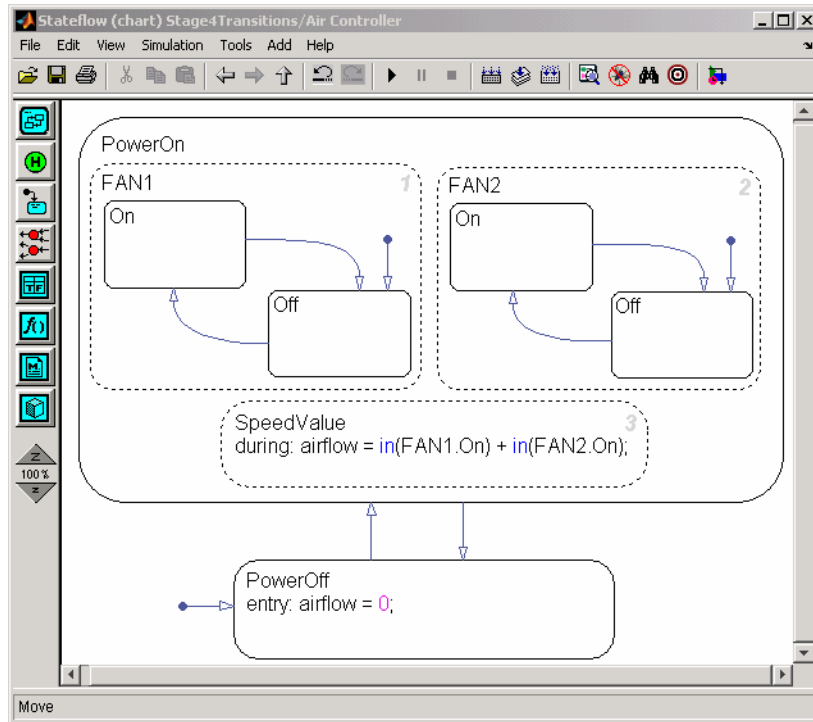 Stateflow (chart) Stage4Transitions/Air Controller
File Edit View Simulation Tools Add Help
PowerOn
FAN1 1
On
Off
FAN2 2
On
Off
SpeedValue 3
during: airflow = in(FAN1.On) + in(FAN2.On);
PowerOff
entry: airflow = 0;
H
TF
f()
M
Z
100 %
z
Move